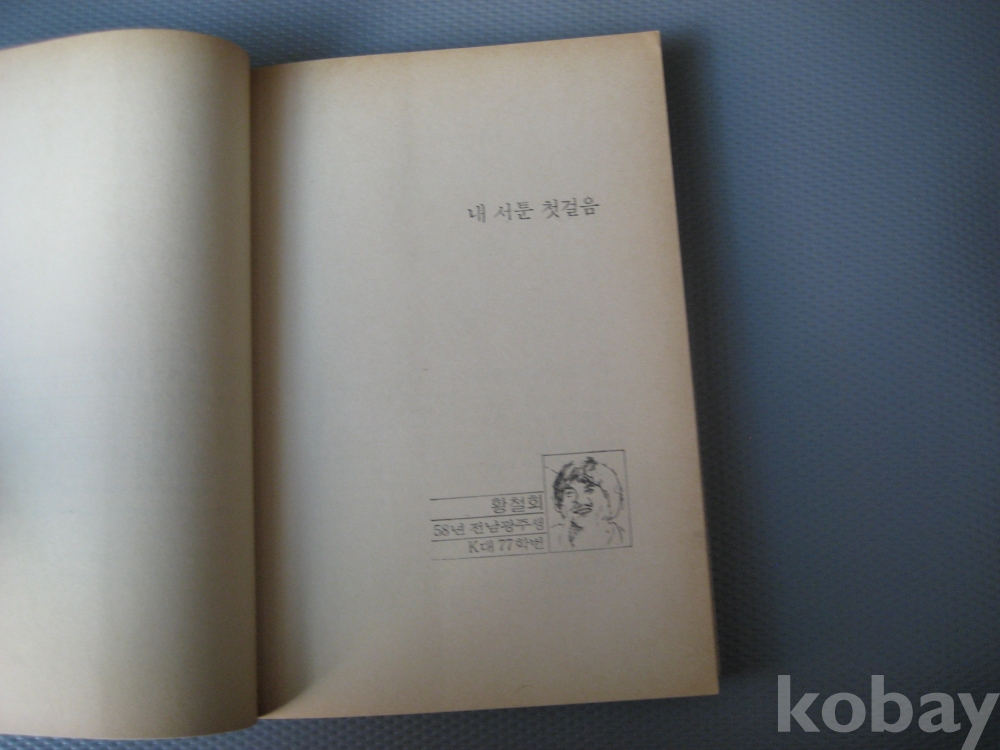 내 서툰 첫걸음
황철회
58년 전남광주생
K대 77학번
kobay